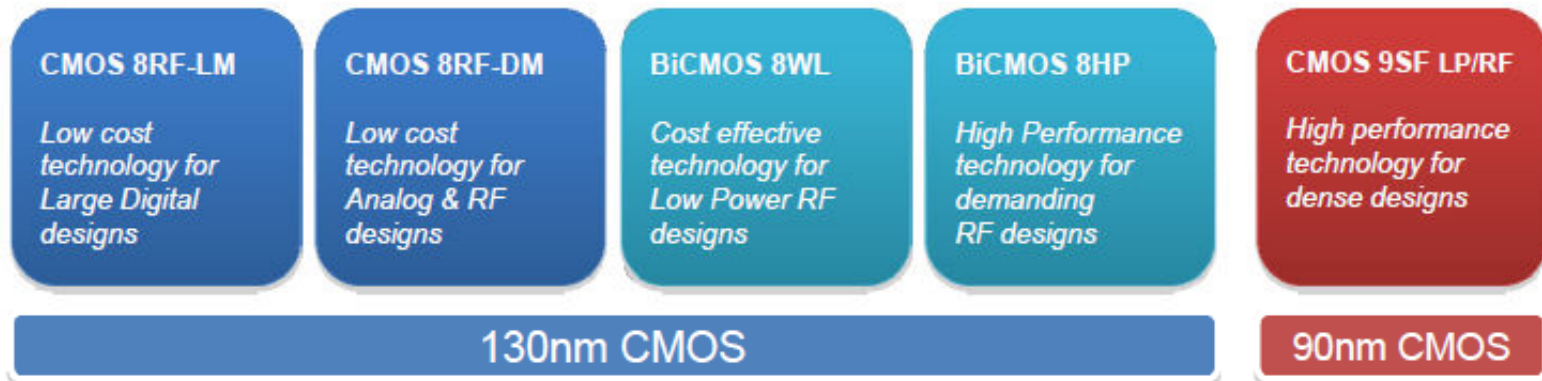 CMOS 8RF-LM
Low cost
technology for
Large Digital
designs
CMOS 8RF-DM
Low cost
technology for
Analog & RF
designs
BiCMOS 8WL
Cost effective
technology for
Low Power RF
designs
BiCMOS 8HP
High Performance
technology for
demanding
RF designs
CMOS 9SF LP/RF
High performance
technology for
dense designs
130nm CMOS
90nm CMOS